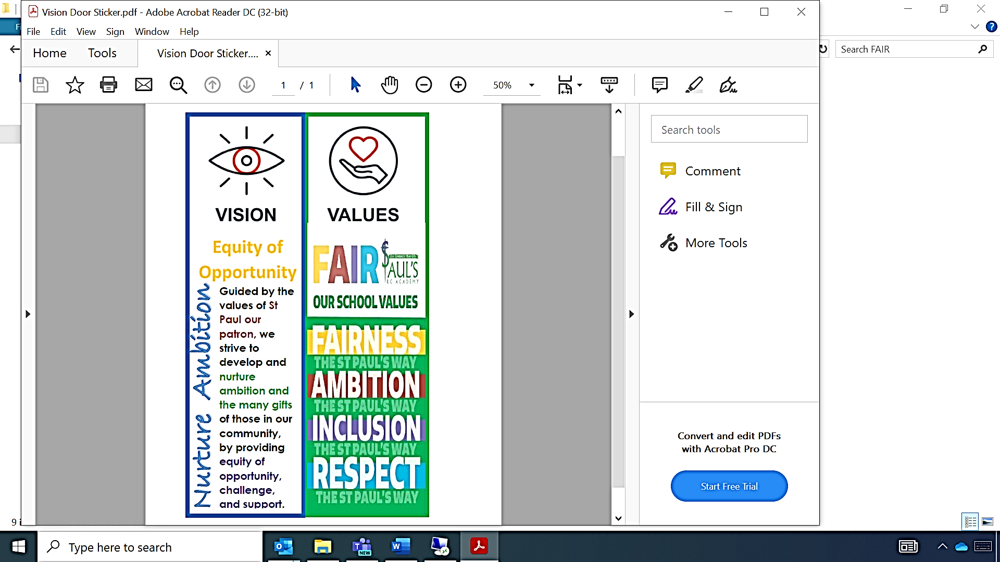 Vision Door Sticker.pdf - Adobe Acrobat Reader DC (32-bit)
File Edit View Sign Window Help
Home Tools Vision Door Sticker....
1 / 1 50%
Search FAIR
VISION
Equity of
Opportunity
Nurture Ambition
Guided by the
values of St
Paul our
patron, we
strive to
develop and
nurture
ambition and
the many gifts
of those in our
community,
by providing
equity of
opportunity,
challenge,
and support.
VALUES
FAIR
AUL'S
RC ACADEMY
OUR SCHOOL VALUES
FAIRNESS
THE ST PAUL'S WAY
AMBITION
THE ST PAUL'S WAY
INCLUSION
THE ST PAUL'S WAY
RESPECT
THE ST PAUL'S WAY
Search tools
Comment
Fill & Sign
More Tools
Convert and edit PDFs
with Acrobat Pro DC
Start Free Trial
9
Type here to search
NEW